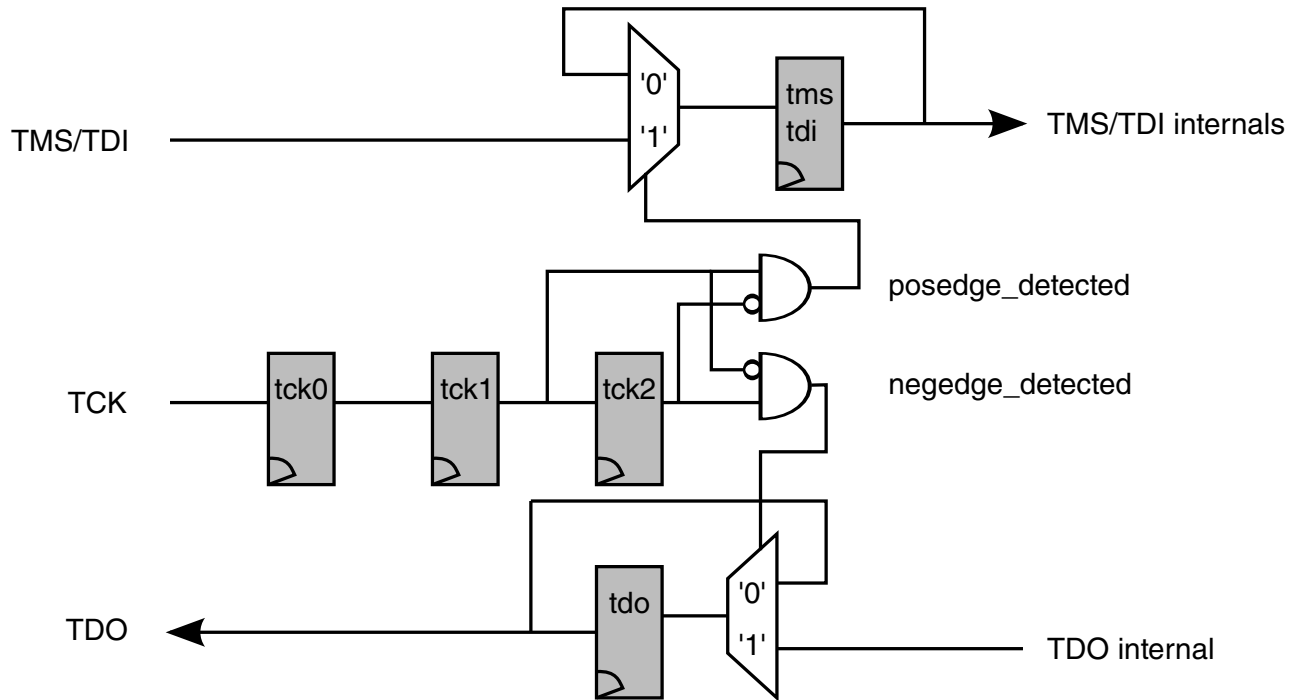 '0'
tms
TMS/TDI internals
TMS/TDI
'1'
tdi
posedge_detected
TCK
tck0
tck1
tck2
negedge_detected
TDO
tdo
'0'
'1'
TDO internal